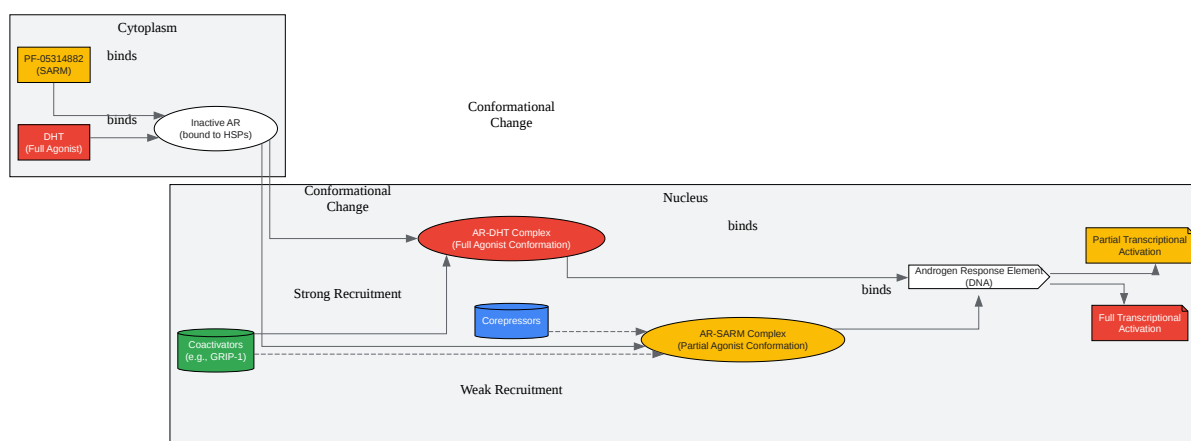 Cytoplasm
binds
PF-05314882
(SARM)
binds
DHT
(Full Agonist)
Inactive AR
(bound to HSPs)
Conformational
Change
Nucleus
Conformational
Change
AR-DHT Complex
(Full Agonist Conformation)
binds
Partial Transcriptional
Activation
Androgen Response Element
(DNA)
binds
Strong Recruitment
Corepressors
Full Transcriptional
Activation
Coactivators
(e.g., GRIP-1)
AR-SARM Complex
(Partial Agonist Conformation)
Weak Recruitment